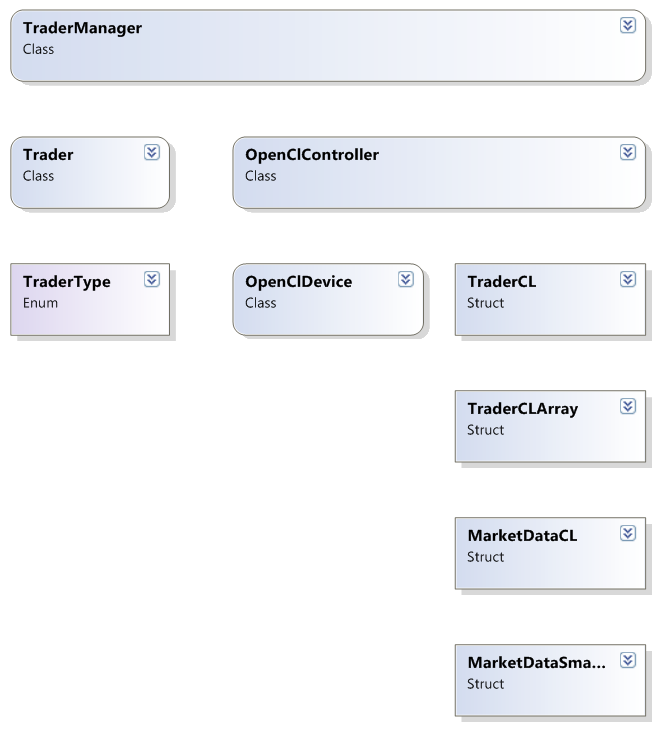 TraderManager
Class
Trader
Class
OpenClController
Class
TraderType
Enum
OpenClDevice
Class
TraderCL
Struct
TraderCLArray
Struct
MarketDataCL
Struct
MarketDataSma...
Struct